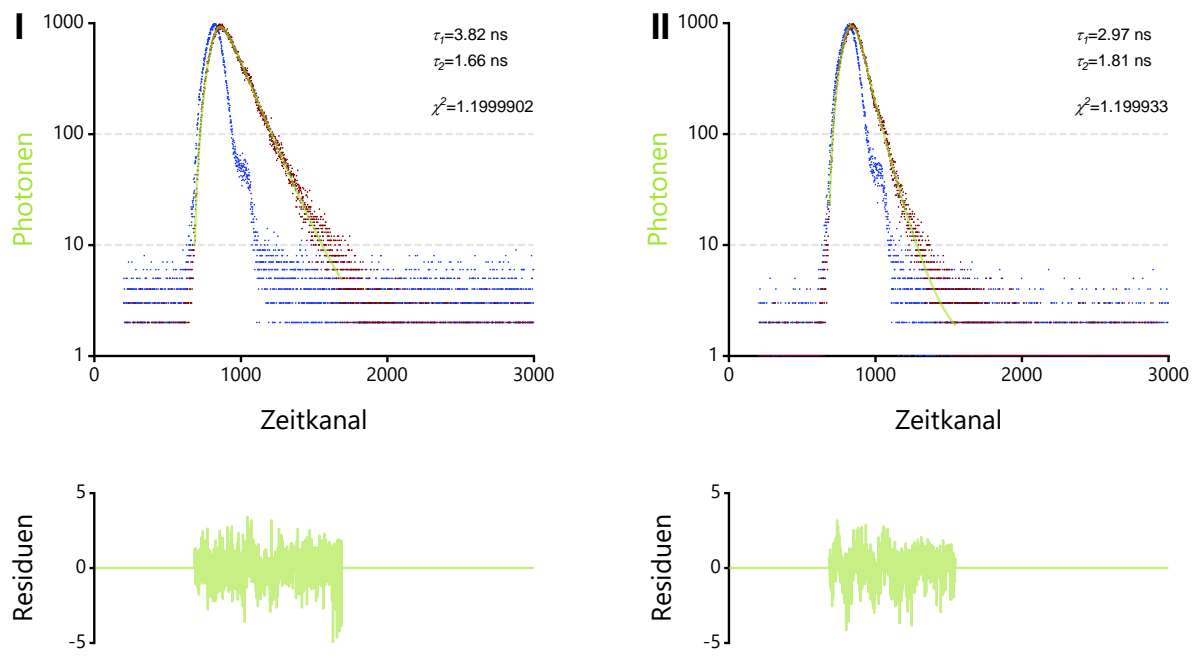 I
1000
100
10
1
Photonen
τ1=3.82 ns
τ2=1.66 ns
χ2=1.1999902
0
1000
2000
3000
Zeitkanal
5
0
-5
Residuen
II
1000
100
10
1
Photonen
τ1=2.97 ns
τ2=1.81 ns
χ2=1.199933
0
1000
2000
3000
Zeitkanal
5
0
-5
Residuen